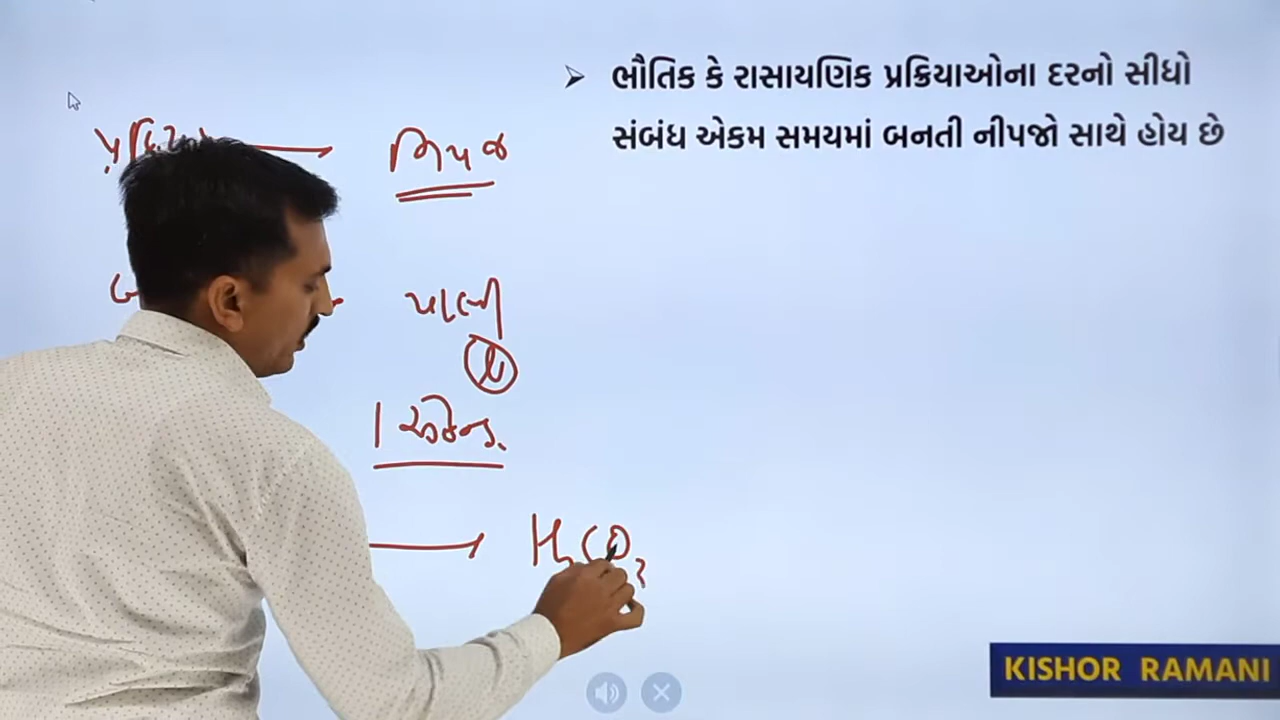 ➤ ભૌતિક કે રાસાયણિક પ્રક્રિયાઓના દરનો સીધો
સંબંધ એકમ સમયમાં બનતી નીપજો સાથે હોય છે
નિપજ
પાણી
1 સેકન્ડ.
H₂CO₃
KISHOR RAMANI